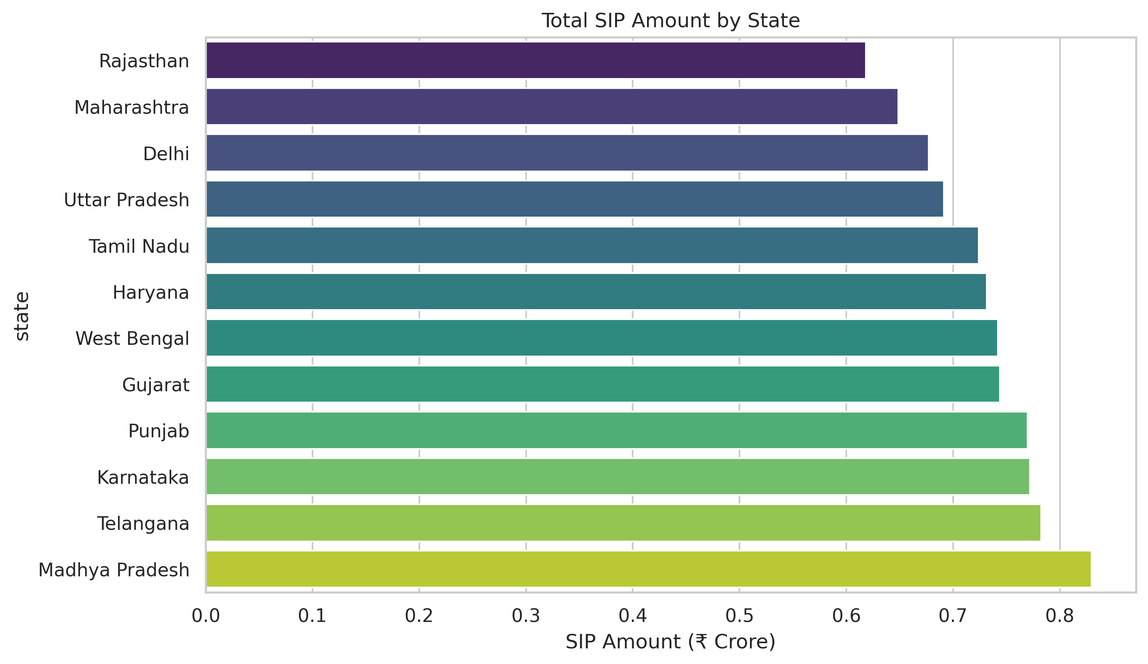 Total SIP Amount by State
Rajasthan
Maharashtra
Delhi
Uttar Pradesh
Tamil Nadu
Haryana
West Bengal
Gujarat
Punjab
Karnataka
Telangana
Madhya Pradesh
state
0.0 0.1 0.2 0.3 0.4 0.5 0.6 0.7 0.8
SIP Amount (₹ Crore)